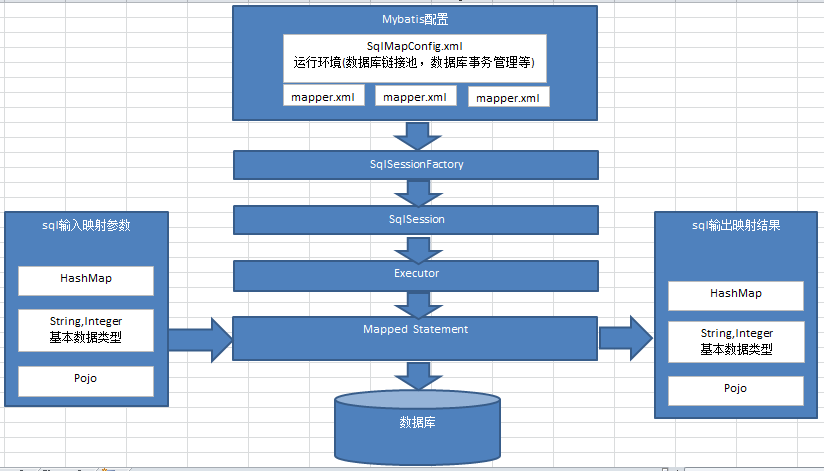 Mybatis配置
SqlMapConfig.xml
运行环境(数据库链接池，数据库事务管理等)
mapper.xml
mapper.xml
mapper.xml
SqlSessionFactory
SqlSession
Executor
Mapped Statement
数据库
sql输入映射参数
HashMap
String,Integer
基本数据类型
Pojo
sql输出映射结果
HashMap
String,Integer
基本数据类型
Pojo